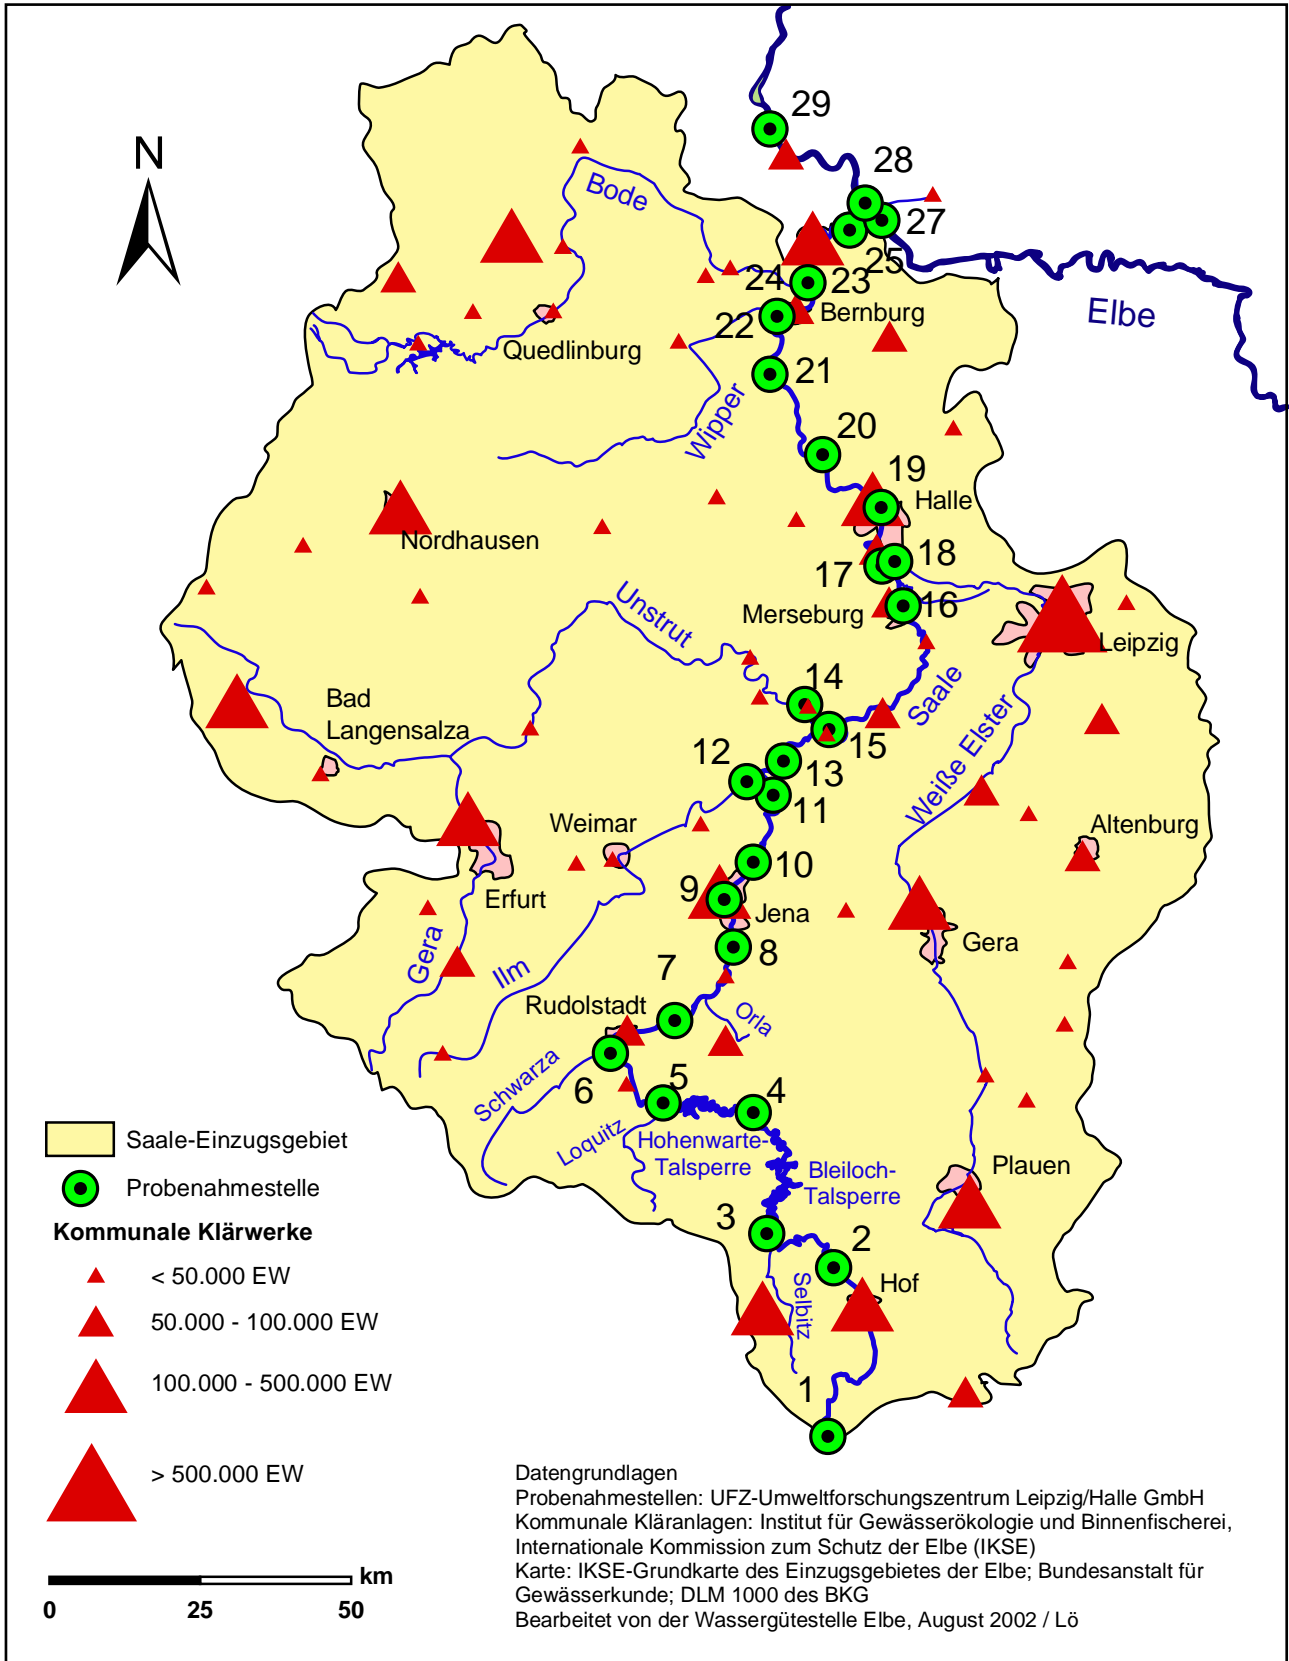 29
N
28
Bode
27
25
24
23
Bernburg
22
Elbe
Quedlinburg
21
Wipper
20
19
Halle
Nordhausen
18
17
Unstrut
Merseburg
16
Leipzig
14
Bad
Langensalza
Saale
15
Weiße Elster
12
13
11
Weimar
Altenburg
10
9
Erfurt
Jena
Gera
8
Gera
7
Ilm
Rudolstadt
Orla
Schwarza
6
5
4
Loquitz
Hohenwarte-
Talsperre
Bleiloch-
Talsperre
Plauen
3
2
Selbitz
Hof
1
Saale-Einzugsgebiet
Probenahmestelle
Kommunale Klärwerke
< 50.000 EW
50.000 - 100.000 EW
100.000 - 500.000 EW
> 500.000 EW
km
0 25 50
Datengrundlagen
Probenahmestellen: UFZ-Umweltforschungszentrum Leipzig/Halle GmbH
Kommunale Kläranlagen: Institut für Gewässerökologie und Binnenfischerei,
Internationale Kommission zum Schutz der Elbe (IKSE)
Karte: IKSE-Grundkarte des Einzugsgebietes der Elbe; Bundesanstalt für
Gewässerkunde; DLM 1000 des BKG
Bearbeitet von der Wassergütestelle Elbe, August 2002 / Lö